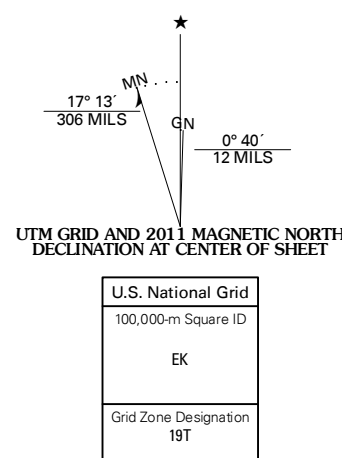 ★
MN
17° 13´
306 MILS
GN
0° 40´
12 MILS
UTM GRID AND 2011 MAGNETIC NORTH
DECLINATION AT CENTER OF SHEET
U.S. National Grid
100,000-m Square ID
EK
Grid Zone Designation
19T